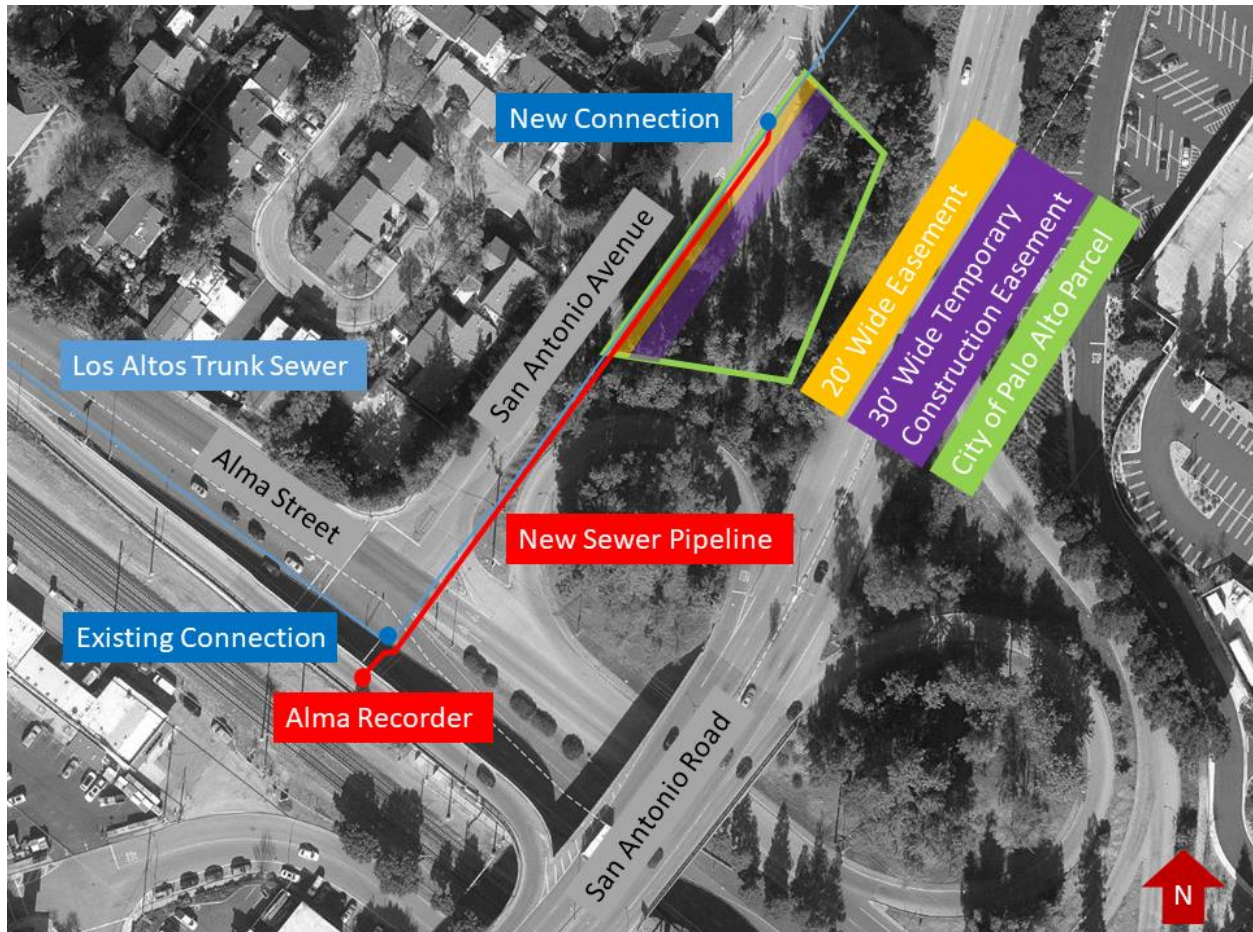 New Connection
San Antonio Avenue
20’ Wide Easement
30’ Wide Temporary
Construction Easement
City of Palo Alto Parcel
Los Altos Trunk Sewer
Alma Street
New Sewer Pipeline
Existing Connection
Alma Recorder
San Antonio Road
N